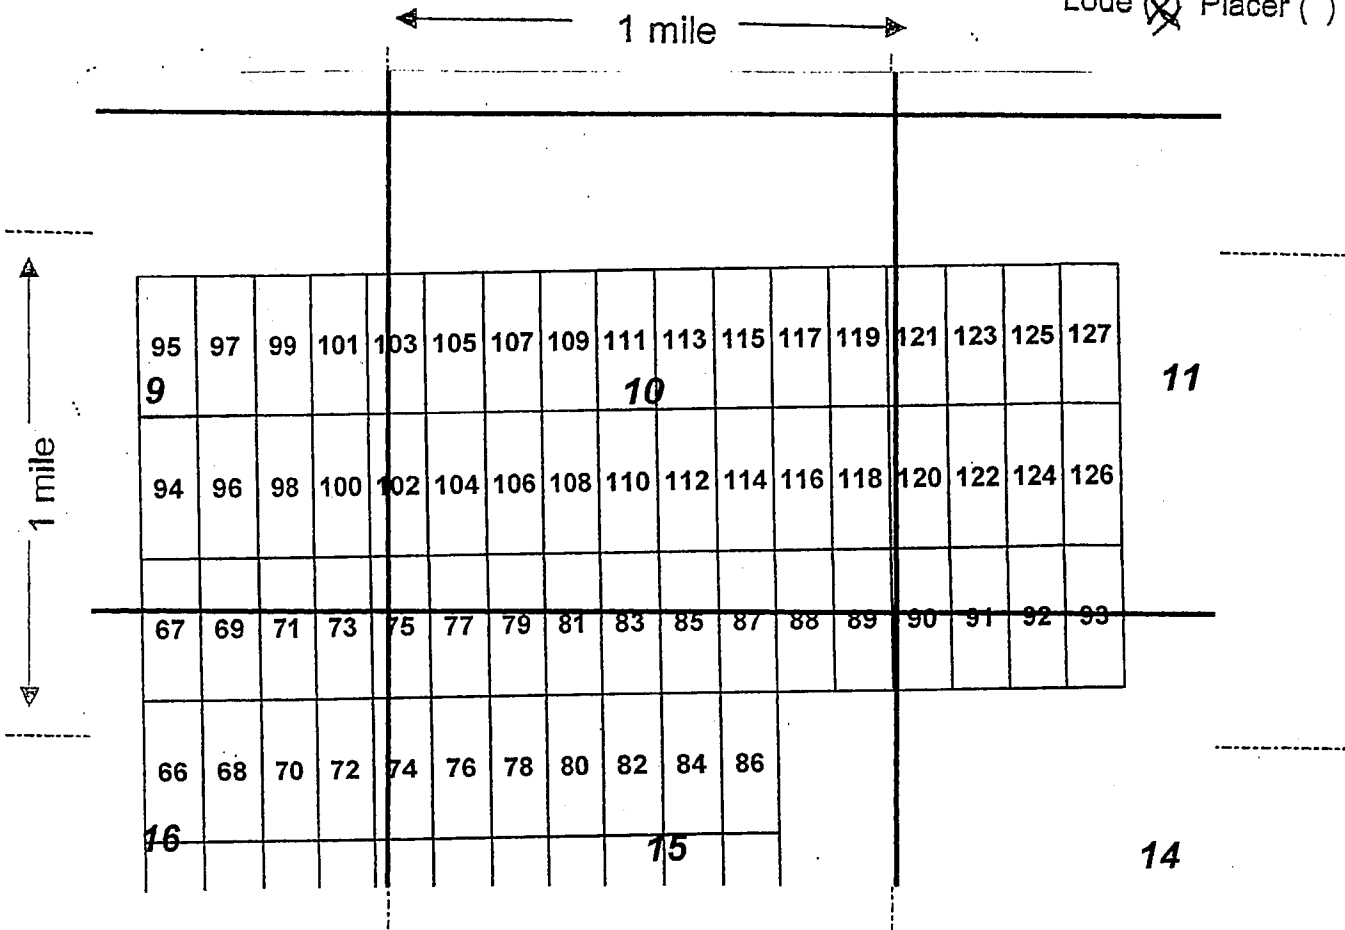 Lode (X) Placer ( )
1 mile
95 97 99 101 103 105 107 109 111 113 115 117 119 121 123 125 127
9 10 11
1 mile
94 96 98 100 102 104 106 108 110 112 114 116 118 120 122 124 126
67 69 71 73 75 77 79 81 83 85 87 88 89 90 91 92 93
66 68 70 72 74 76 78 80 82 84 86
16 15 14